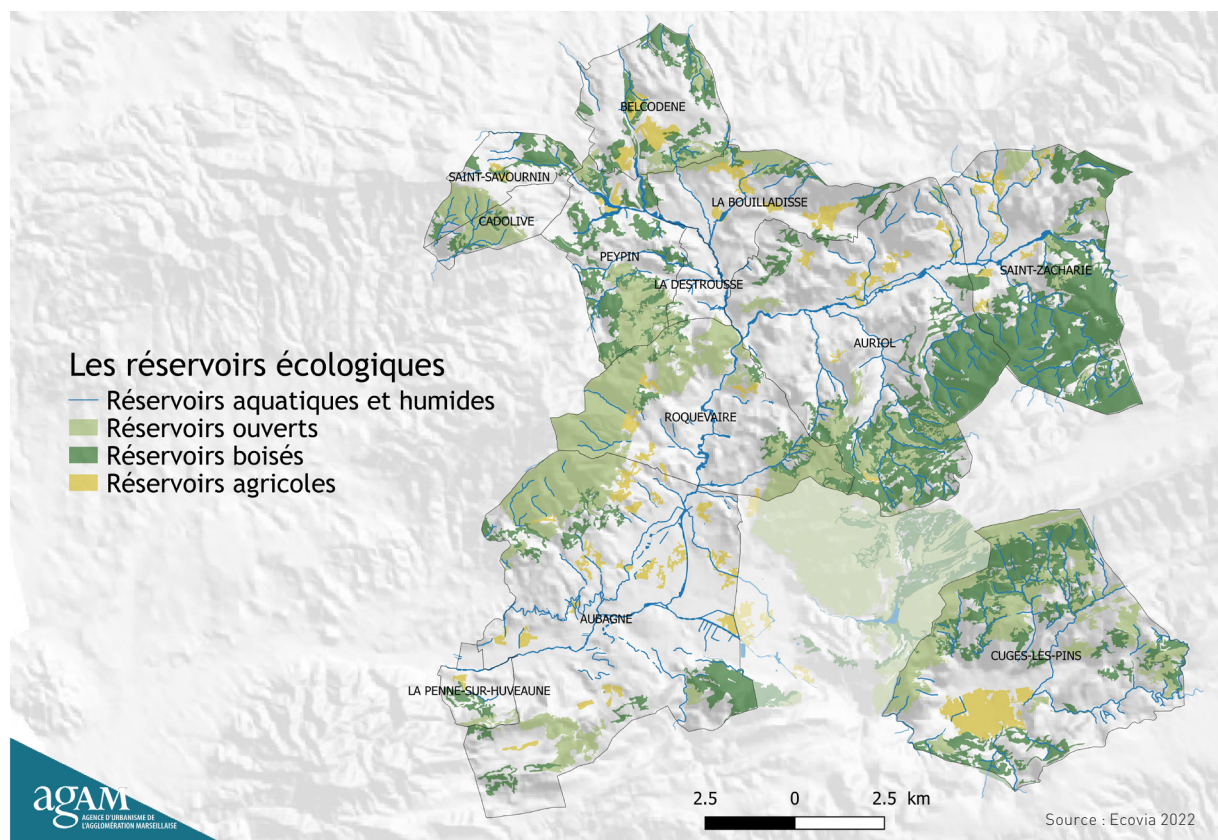 BELCODENE
SAINT-SAVOURNIN
LA BOUILLADISSE
CADOLIVE
PEYPIN
SAINT-ZACHARIE
LA DESTROUSSE
AURIOL
Les réservoirs écologiques
Réservoirs aquatiques et humides
Réservoirs ouverts
Réservoirs boisés
Réservoirs agricoles
ROQUEVAIRE
AUBAGNE
CUGES-LES-PINS
LA PENNE-SUR-HUVEAUNE
agAM
AGENCE D'URBANISME DE
L'AGGLOMÉRATION MARSEILLAISE
2.5 0 2.5 km
Source : Ecovia 2022